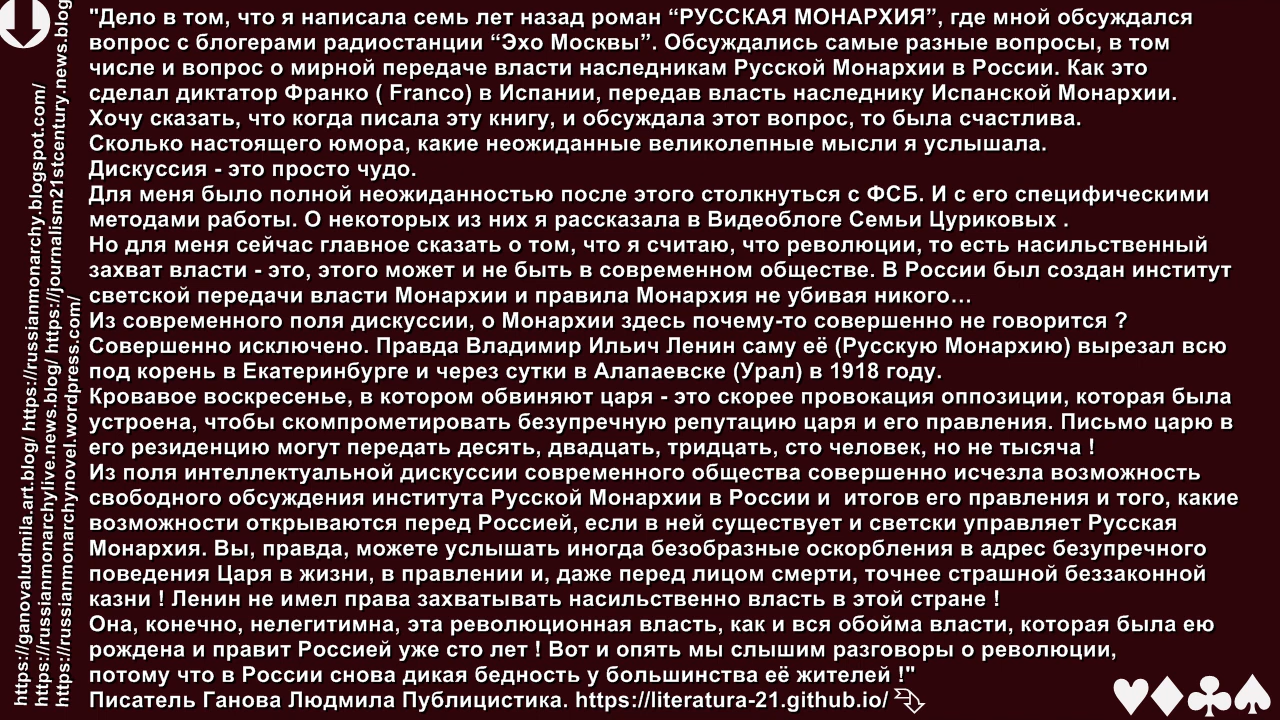 "Дело в том, что я написала семь лет назад роман “РУССКАЯ МОНАРХИЯ”, где мной обсуждался
вопрос с блогерами радиостанции “Эхо Москвы”. Обсуждались самые разные вопросы, в том
числе и вопрос о мирной передаче власти наследникам Русской Монархии в России. Как это
сделал диктатор Франко ( Franco) в Испании, передав власть наследнику Испанской Монархии.
Хочу сказать, что когда писала эту книгу, и обсуждала этот вопрос, то была счастлива.
Сколько настоящего юмора, какие неожиданные великолепные мысли я услышала.
Дискуссия - это просто чудо.
Для меня было полной неожиданностью после этого столкнуться с ФСБ. И с его специфическими
методами работы. О некоторых из них я рассказала в Видеоблоге Семьи Цуриковых .
Но для меня сейчас главное сказать о том, что я считаю, что революции, то есть насильственный
захват власти - это, этого может и не быть в современном обществе. В России был создан институт
светской передачи власти Монархии и правила Монархия не убивая никого…
Из современного поля дискуссии, о Монархии здесь почему-то совершенно не говорится ?
Совершенно исключено. Правда Владимир Ильич Ленин саму её (Русскую Монархию) вырезал всю
под корень в Екатеринбурге и через сутки в Алапаевске (Урал) в 1918 году.
Кровавое воскресенье, в котором обвиняют царя - это скорее провокация оппозиции, которая была
устроена, чтобы скомпрометировать безупречную репутацию царя и его правления. Письмо царю в
его резиденцию могут передать десять, двадцать, тридцать, сто человек, но не тысяча !
Из поля интеллектуальной дискуссии современного общества совершенно исчезла возможность
свободного обсуждения института Русской Монархии в России и  итогов его правления и того, какие
возможности открываются перед Россией, если в ней существует и светски управляет Русская
Монархия. Вы, правда, можете услышать иногда безобразные оскорбления в адрес безупречного
поведения Царя в жизни, в правлении и, даже перед лицом смерти, точнее страшной беззаконной
казни ! Ленин не имел права захватывать насильственно власть в этой стране !
Она, конечно, нелегитимна, эта революционная власть, как и вся обойма власти, которая была ею
рождена и правит Россией уже сто лет ! Вот и опять мы слышим разговоры о революции,
потому что в России снова дикая бедность у большинства её жителей !"
Писатель Ганова Людмила Публицистика. https://literatura-21.github.io/
https://ganovaludmila.art.blog/ https://russianmonarchy.blogspot.com/
https://russianmonarchylive.news.blog/ https://journalism21stcentury.news.blog
https://russianmonarchynovel.wordpress.com/